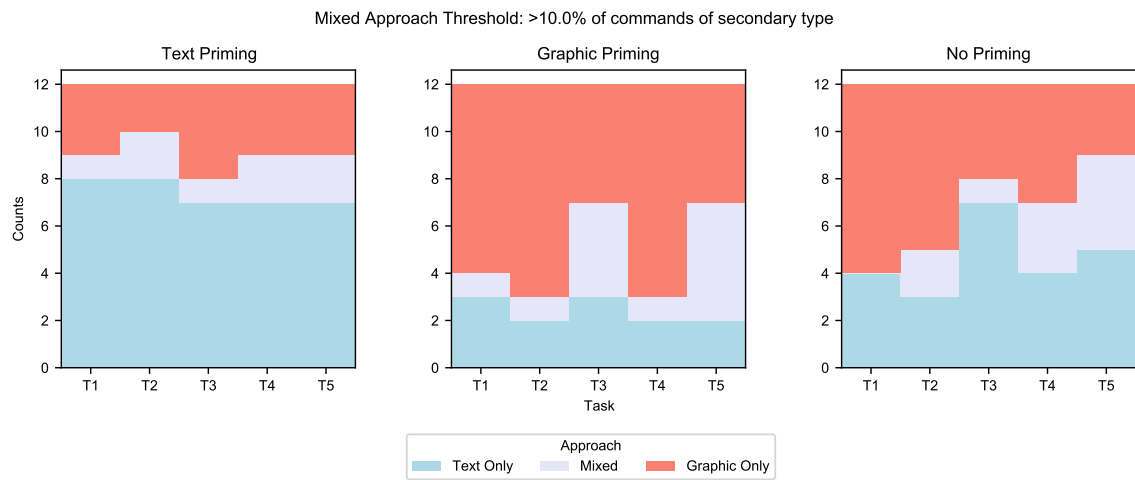 Mixed Approach Threshold: >10.0% of commands of secondary type
Text Priming
Graphic Priming
No Priming
Counts
12
10
8
6
4
2
0
T1 T2 T3 T4 T5
12
10
8
6
4
2
0
T1 T2 T3 T4 T5
12
10
8
6
4
2
0
T1 T2 T3 T4 T5
Task
Approach
Text Only Mixed Graphic Only